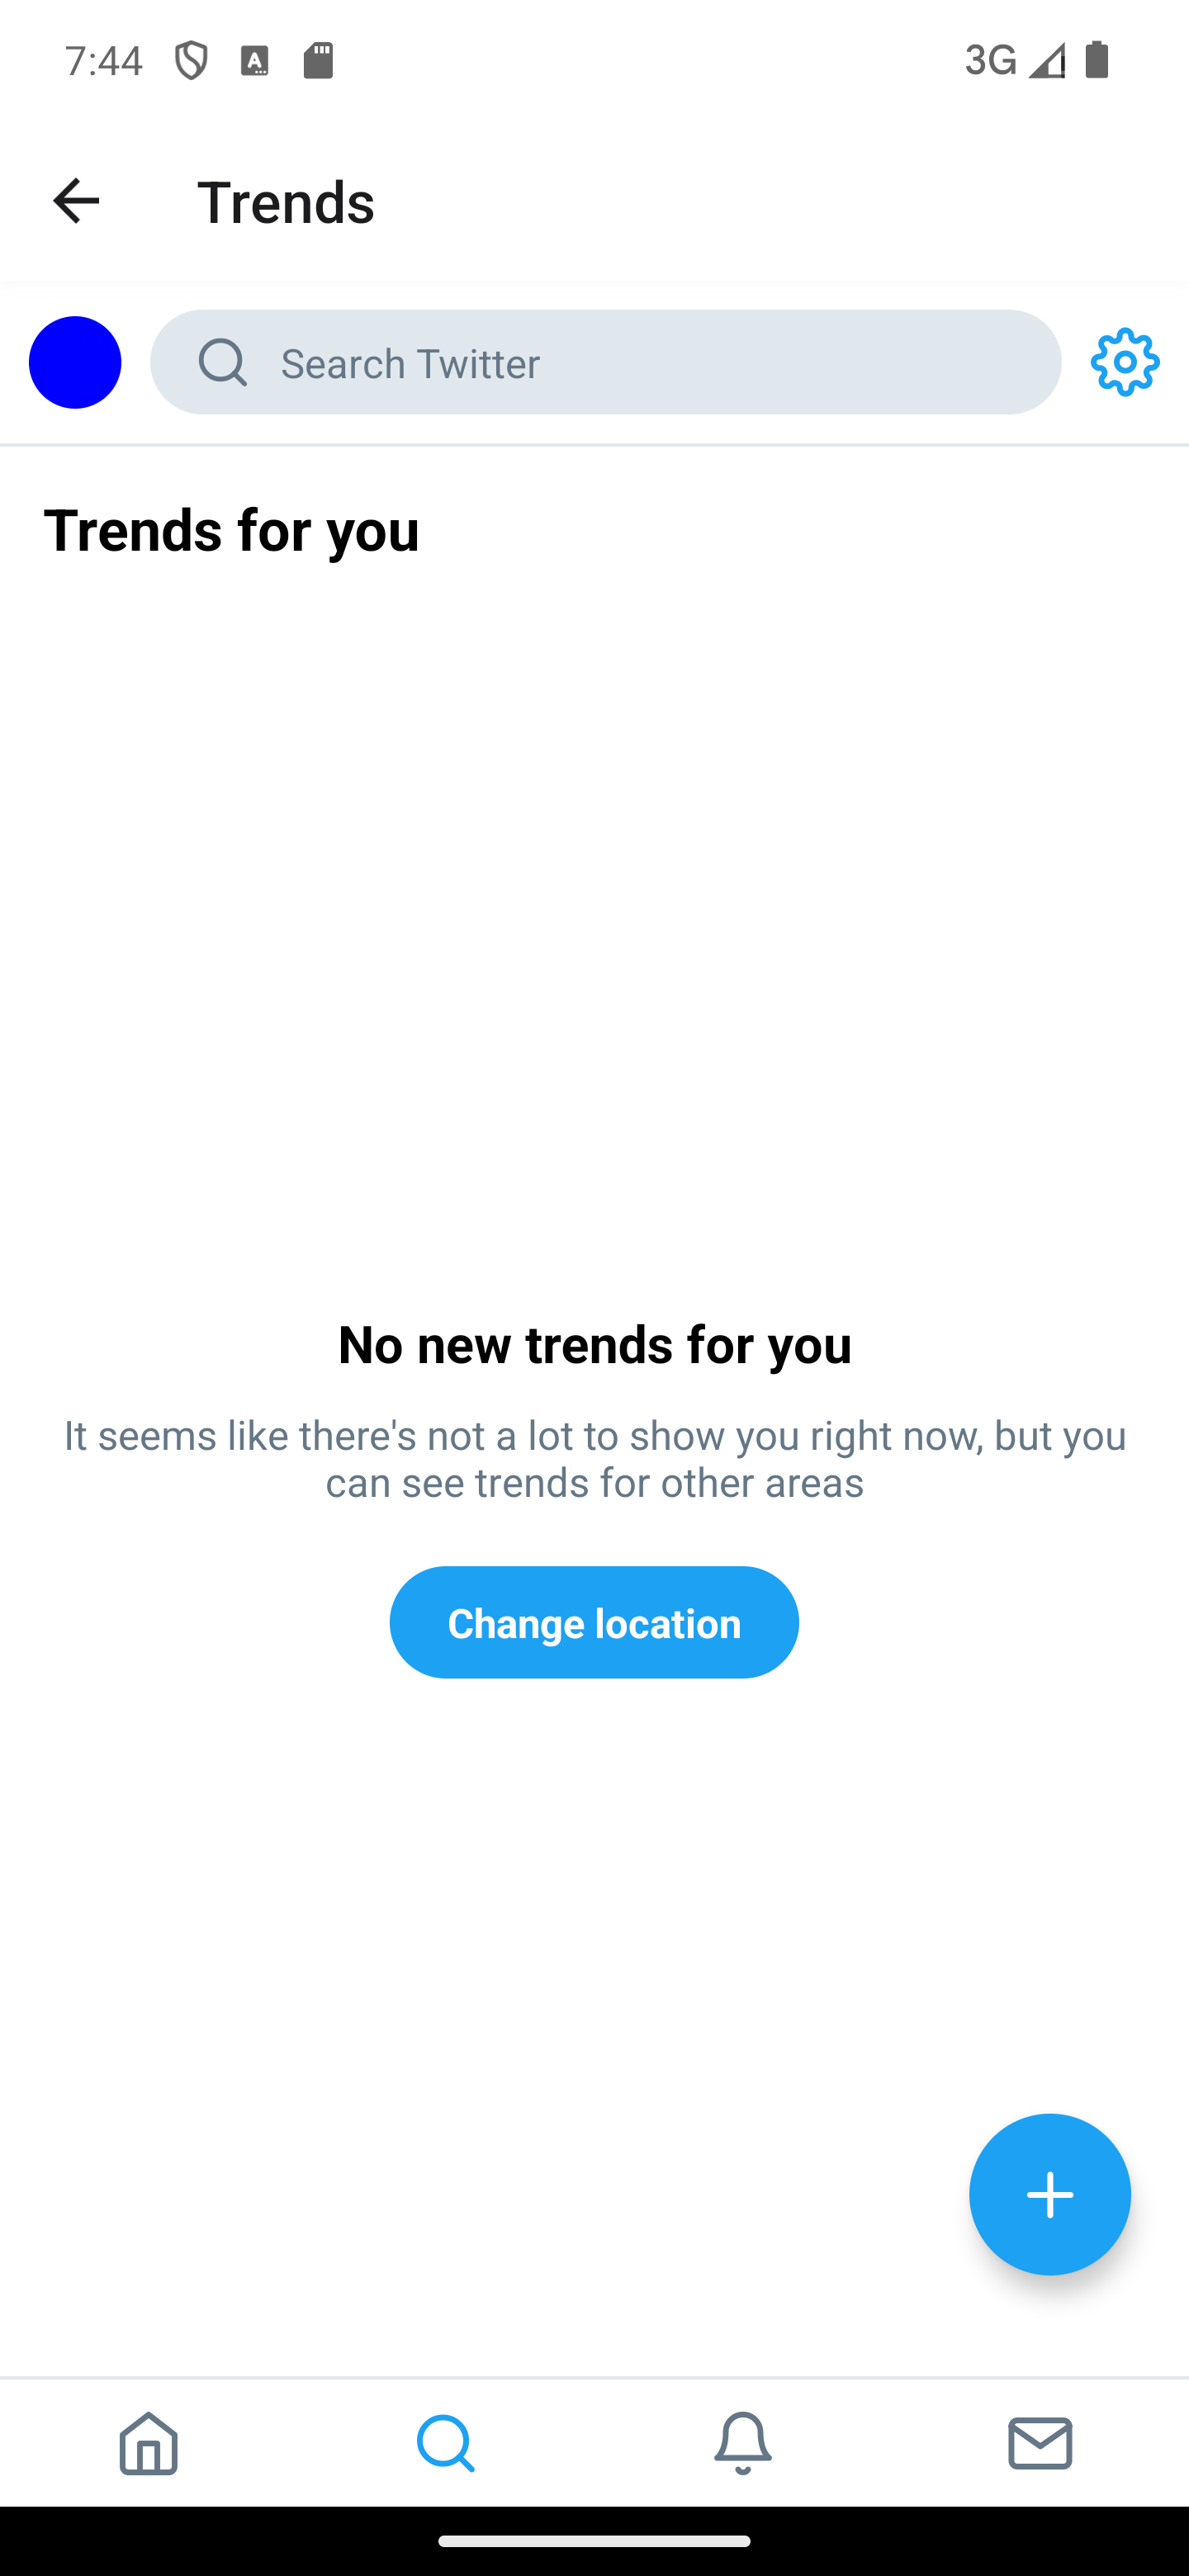 7:44
3G
Trends
Search Twitter
Trends for you
No new trends for you
It seems like there's not a lot to show you right now, but you
can see trends for other areas
Change location